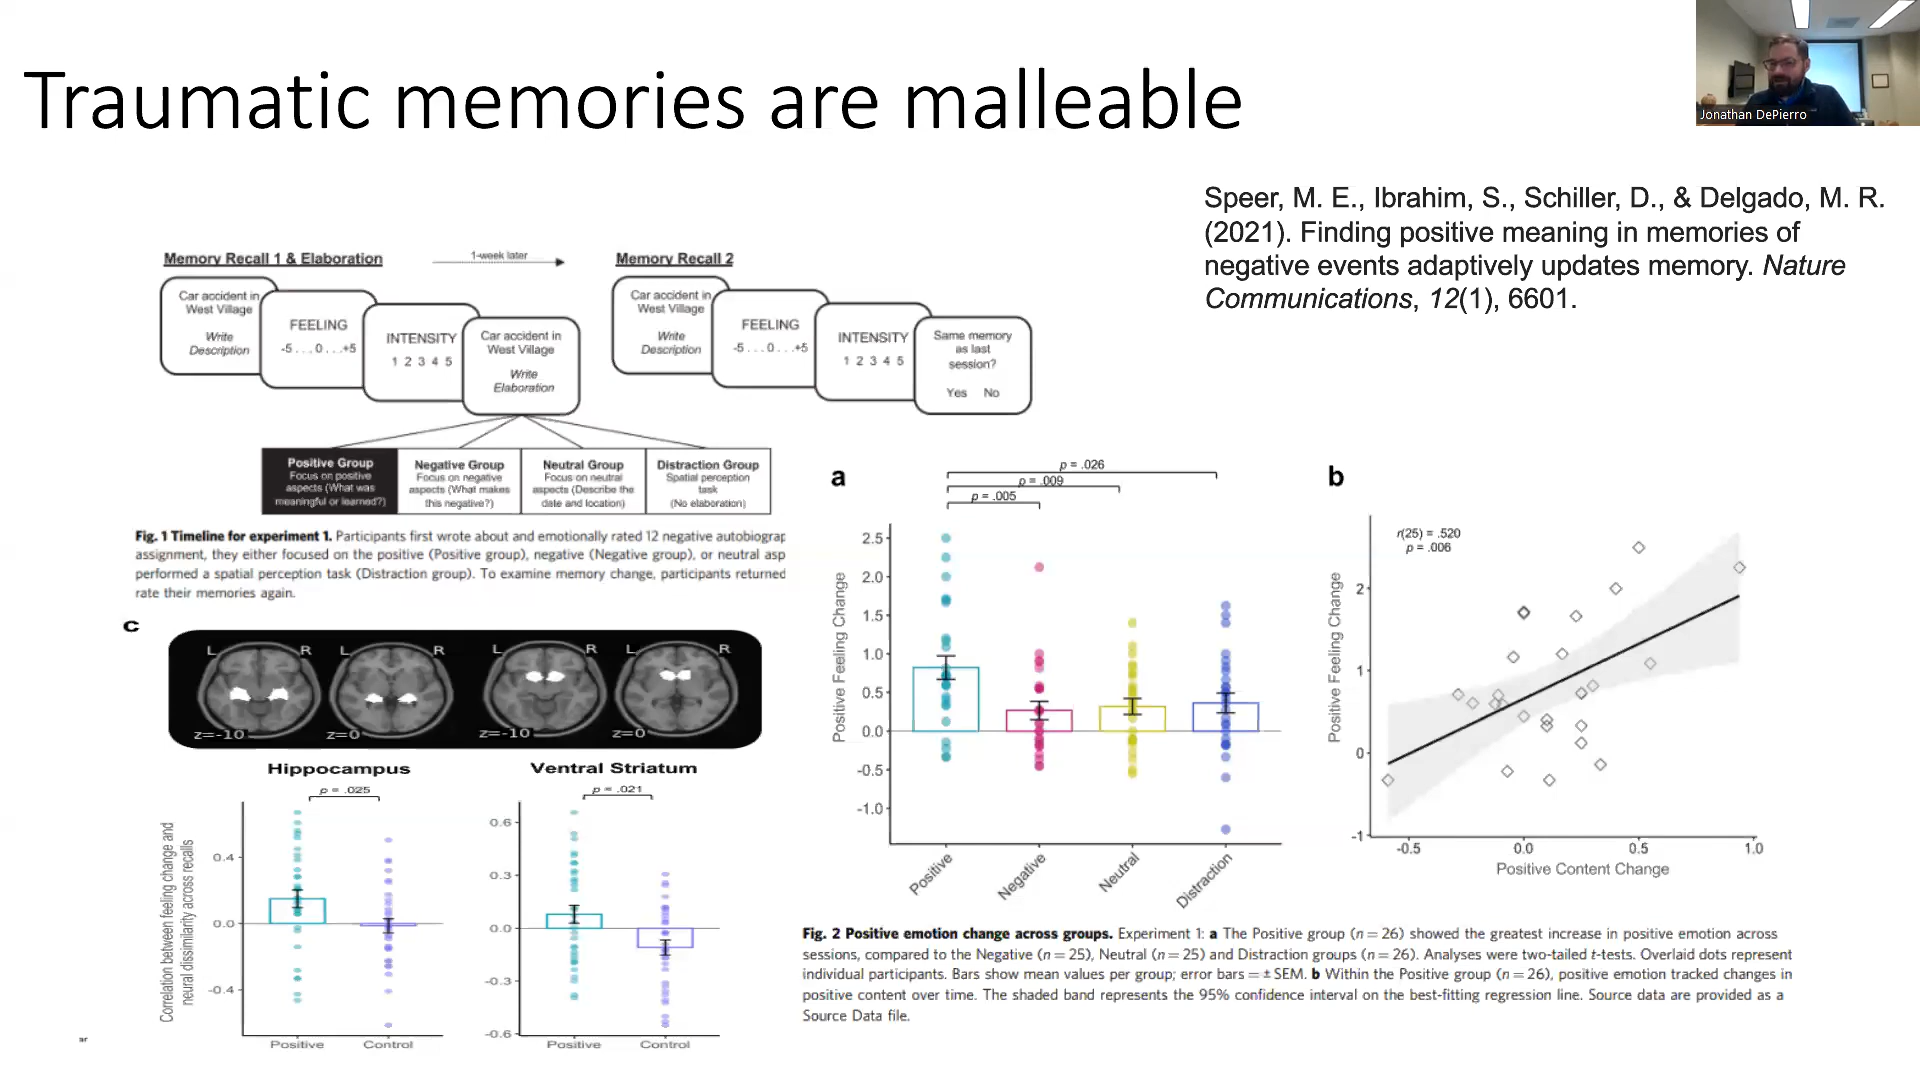 Traumatic memories are malleable
Jonathan DePierro
Speer, M. E., Ibrahim, S., Schiller, D., & Delgado, M. R.
(2021). Finding positive meaning in memories of
negative events adaptively updates memory. Nature
Communications, 12(1), 6601.
Memory Recall 1 & Elaboration
1-week later
Memory Recall 2
Car accident in
West Village
Write
Description
FEELING
-5 . . . 0 . . .+5
INTENSITY
1 2 3 4 5
Car accident in
West Village
Write
Elaboration
Car accident in
West Village
Write
Description
FEELING
-5 . . . 0 . . .+5
INTENSITY
1 2 3 4 5
Same memory
as last
session?
Yes No
Positive Group
Focus on positive
aspects (What was
meaningful or learned?)
Negative Group
Focus on negative
aspects (What makes
this negative?)
Neutral Group
Focus on neutral
aspects (Describe the
date and location)
Distraction Group
Spatial perception
task
(No elaboration)
Fig. 1 Timeline for experiment 1. Participants first wrote about and emotionally rated 12 negative autobiograp
assignment, they either focused on the positive (Positive group), negative (Negative group), or neutral asp
performed a spatial perception task (Distraction group). To examine memory change, participants returned
rate their memories again.
c
L R L R L R L R
z=-10 z=0 z=-10 z=0
Hippocampus
Ventral Striatum
Correlation between feeling change and
neural dissimilarity across recalls
p = .025
0.4
0.0
-0.4
Positive Control
p = .021
0.6
0.3
0.0
-0.3
-0.6
Positive Control
a
p = .026
p = .009
p = .005
Positive Feeling Change
2.5
2.0
1.5
1.0
0.5
0.0
-0.5
-1.0
Positive
Negative
Neutral
Distraction
b
r(25) = .520
p = .006
Positive Feeling Change
2
1
0
-1
-0.5 0.0 0.5 1.0
Positive Content Change
Fig. 2 Positive emotion change across groups. Experiment 1: a The Positive group (n = 26) showed the greatest increase in positive emotion across
sessions, compared to the Negative (n = 25), Neutral (n = 25) and Distraction groups (n = 26). Analyses were two-tailed t-tests. Overlaid dots represent
individual participants. Bars show mean values per group; error bars = ± SEM. b Within the Positive group (n = 26), positive emotion tracked changes in
positive content over time. The shaded band represents the 95% confidence interval on the best-fitting regression line. Source data are provided as a
Source Data file.